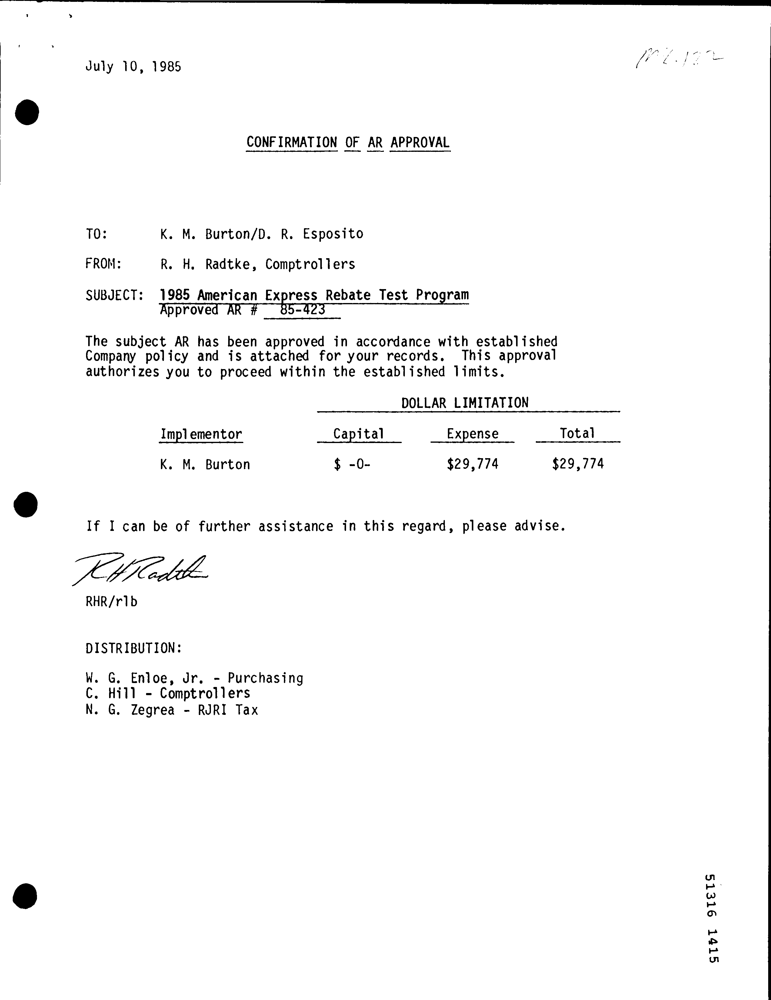 July 10, 1985
CONFIRMATION OF AR APPROVAL
TO: K. M. Burton/D. R. Esposito
FROM: R. H. Radtke, Comptrollers
SUBJECT: 1985 American Express Rebate Test Program
Approved AR # 85-423
The subject AR has been approved in accordance with established
Company policy and is attached for your records. This approval
authorizes you to proceed within the established limits.
DOLLAR LIMITATION
Implementor Capital Expense Total
K. M. Burton $ -0- $29,774 $29,774
If I can be of further assistance in this regard, please advise.
RHRadtke
RHR/rlb
DISTRIBUTION:
W. G. Enloe, Jr. - Purchasing
C. Hill - Comptrollers
N. G. Zegrea - RJRI Tax
51316 1415